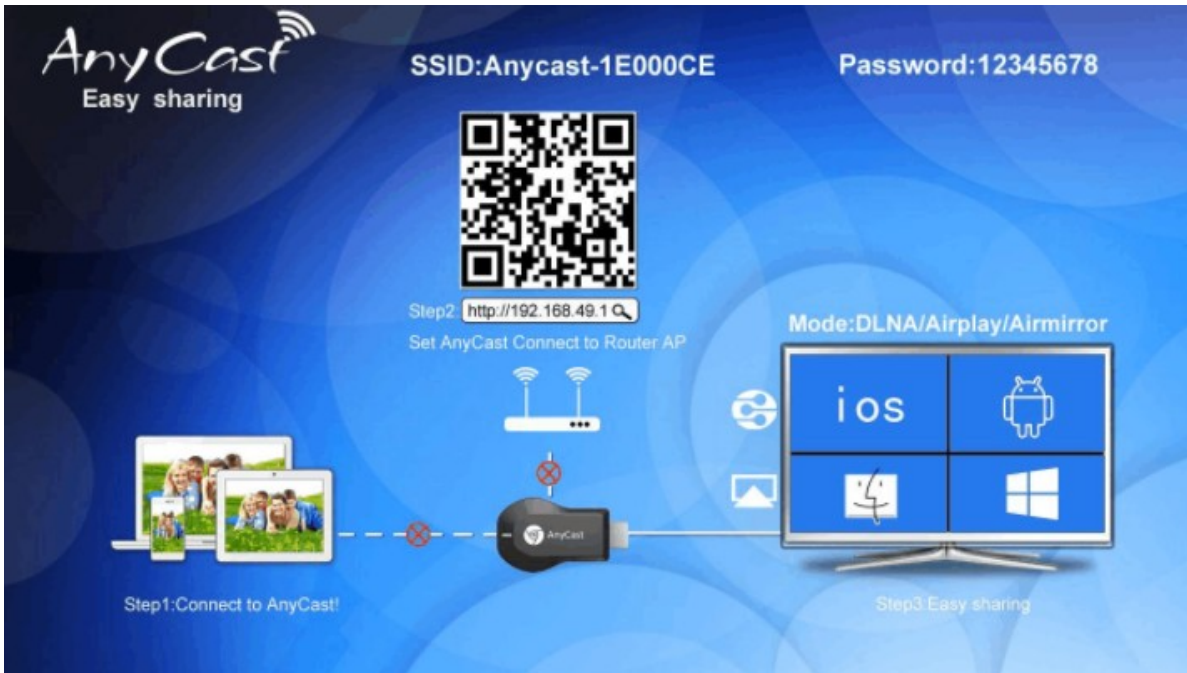 AnyCast
Easy sharing
SSID:Anycast-1E000CE
Password:12345678
Step2: http://192.168.49.1
Set AnyCast Connect to Router AP
Mode:DLNA/Airplay/Airmirror
ios
AnyCast
Step1:Connect to AnyCast!
Step3:Easy sharing